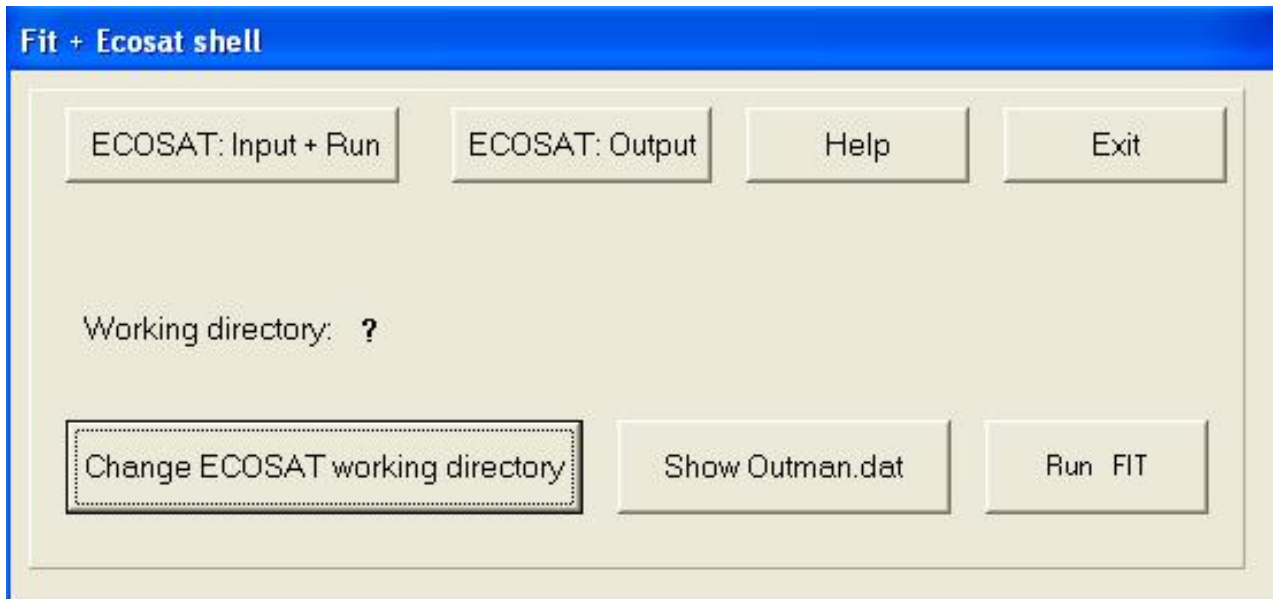 Fit + Ecosat shell
ECOSAT: Input + Run ECOSAT: Output Help Exit
Working directory: ?
Change ECOSAT working directory Show Outman.dat Run FIT